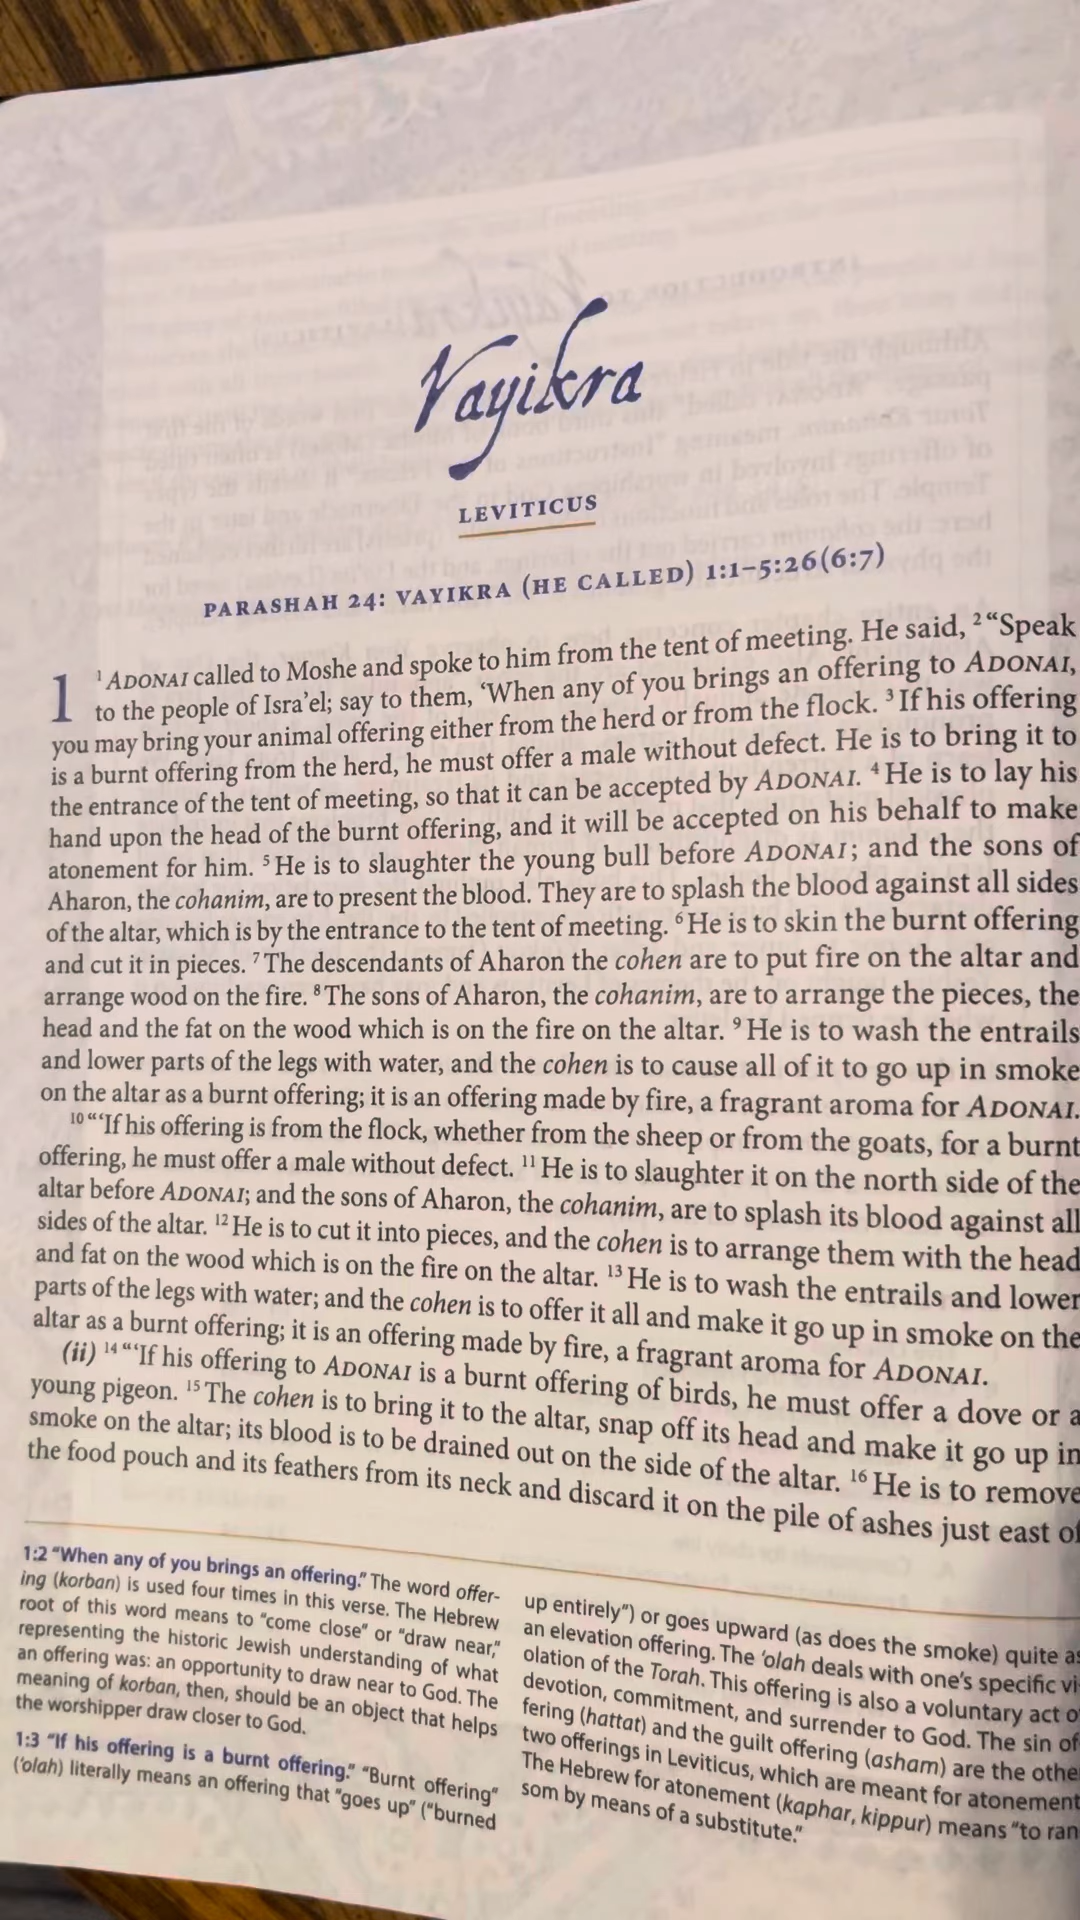 Vayikra
LEVITICUS
PARASHAH 24: VAYIKRA (HE CALLED) 1:1–5:26(6:7)
1 ¹ ADONAI called to Moshe and spoke to him from the tent of meeting. He said, ² “Speak
to the people of Isra’el; say to them, ‘When any of you brings an offering to ADONAI,
you may bring your animal offering either from the herd or from the flock. ³ If his offering
is a burnt offering from the herd, he must offer a male without defect. He is to bring it to
the entrance of the tent of meeting, so that it can be accepted by ADONAI. ⁴ He is to lay his
hand upon the head of the burnt offering, and it will be accepted on his behalf to make
atonement for him. ⁵ He is to slaughter the young bull before ADONAI; and the sons of
Aharon, the cohanim, are to present the blood. They are to splash the blood against all sides
of the altar, which is by the entrance to the tent of meeting. ⁶ He is to skin the burnt offering
and cut it in pieces. ⁷ The descendants of Aharon the cohen are to put fire on the altar and
arrange wood on the fire. ⁸ The sons of Aharon, the cohanim, are to arrange the pieces, the
head and the fat on the wood which is on the fire on the altar. ⁹ He is to wash the entrails
and lower parts of the legs with water, and the cohen is to cause all of it to go up in smoke
on the altar as a burnt offering; it is an offering made by fire, a fragrant aroma for ADONAI.
¹⁰ “‘If his offering is from the flock, whether from the sheep or from the goats, for a burnt
offering, he must offer a male without defect. ¹¹ He is to slaughter it on the north side of the
altar before ADONAI; and the sons of Aharon, the cohanim, are to splash its blood against all
sides of the altar. ¹² He is to cut it into pieces, and the cohen is to arrange them with the head
and fat on the wood which is on the fire on the altar. ¹³ He is to wash the entrails and lower
parts of the legs with water; and the cohen is to offer it all and make it go up in smoke on the
altar as a burnt offering; it is an offering made by fire, a fragrant aroma for ADONAI.
(ii) ¹⁴ “‘If his offering to ADONAI is a burnt offering of birds, he must offer a dove or a
young pigeon. ¹⁵ The cohen is to bring it to the altar, snap off its head and make it go up in
smoke on the altar; its blood is to be drained out on the side of the altar. ¹⁶ He is to remove
the food pouch and its feathers from its neck and discard it on the pile of ashes just east of
1:2 “When any of you brings an offering.” The word offer-
ing (korban) is used four times in this verse. The Hebrew
root of this word means to “come close” or “draw near,”
representing the historic Jewish understanding of what
an offering was: an opportunity to draw near to God. The
meaning of korban, then, should be an object that helps
the worshipper draw closer to God.
1:3 “If his offering is a burnt offering.” “Burnt offering”
(‘olah) literally means an offering that “goes up” (“burned
up entirely”) or goes upward (as does the smoke) quite as
an elevation offering. The ‘olah deals with one’s specific vi-
olation of the Torah. This offering is also a voluntary act o
devotion, commitment, and surrender to God. The sin of
fering (hattat) and the guilt offering (asham) are the othe
two offerings in Leviticus, which are meant for atonement
The Hebrew for atonement (kaphar, kippur) means “to ran
som by means of a substitute.”